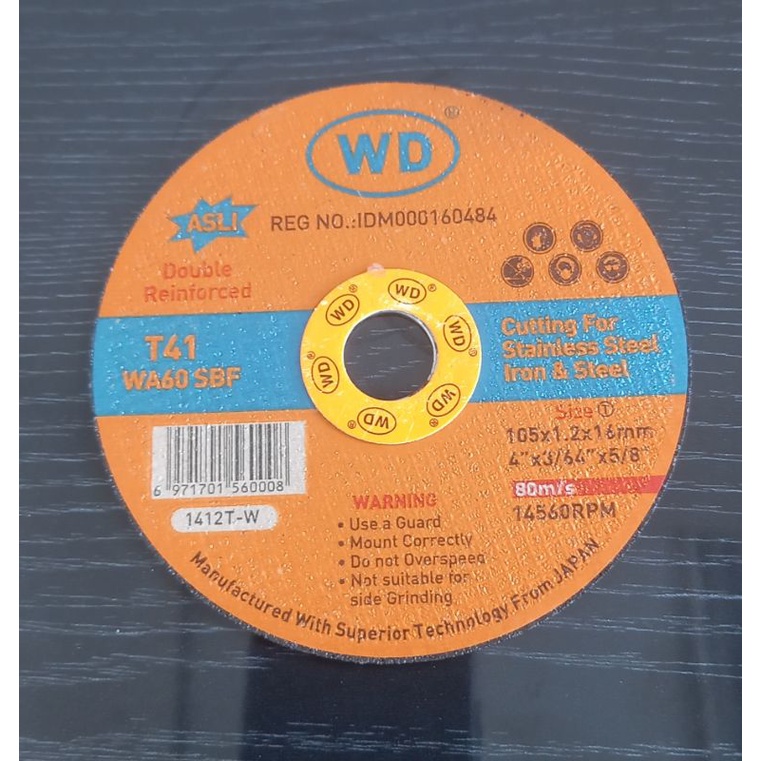 WD®
ASLI
REG NO.:IDM000160484
Double
Reinforced
T41
WA60 SBF
WD®
WD®
WD®
WD®
WD®
WD®
Cutting For
Stainless Steel
Iron & Steel
Size T
105x1.2x16mm
4"x3/64"x5/8"
80m/s
14560RPM
6 971701 560008
1412T-W
WARNING
• Use a Guard
• Mount Correctly
• Do not Overspeed
• Not suitable for
side Grinding
Manufactured With Superior Technology From JAPAN